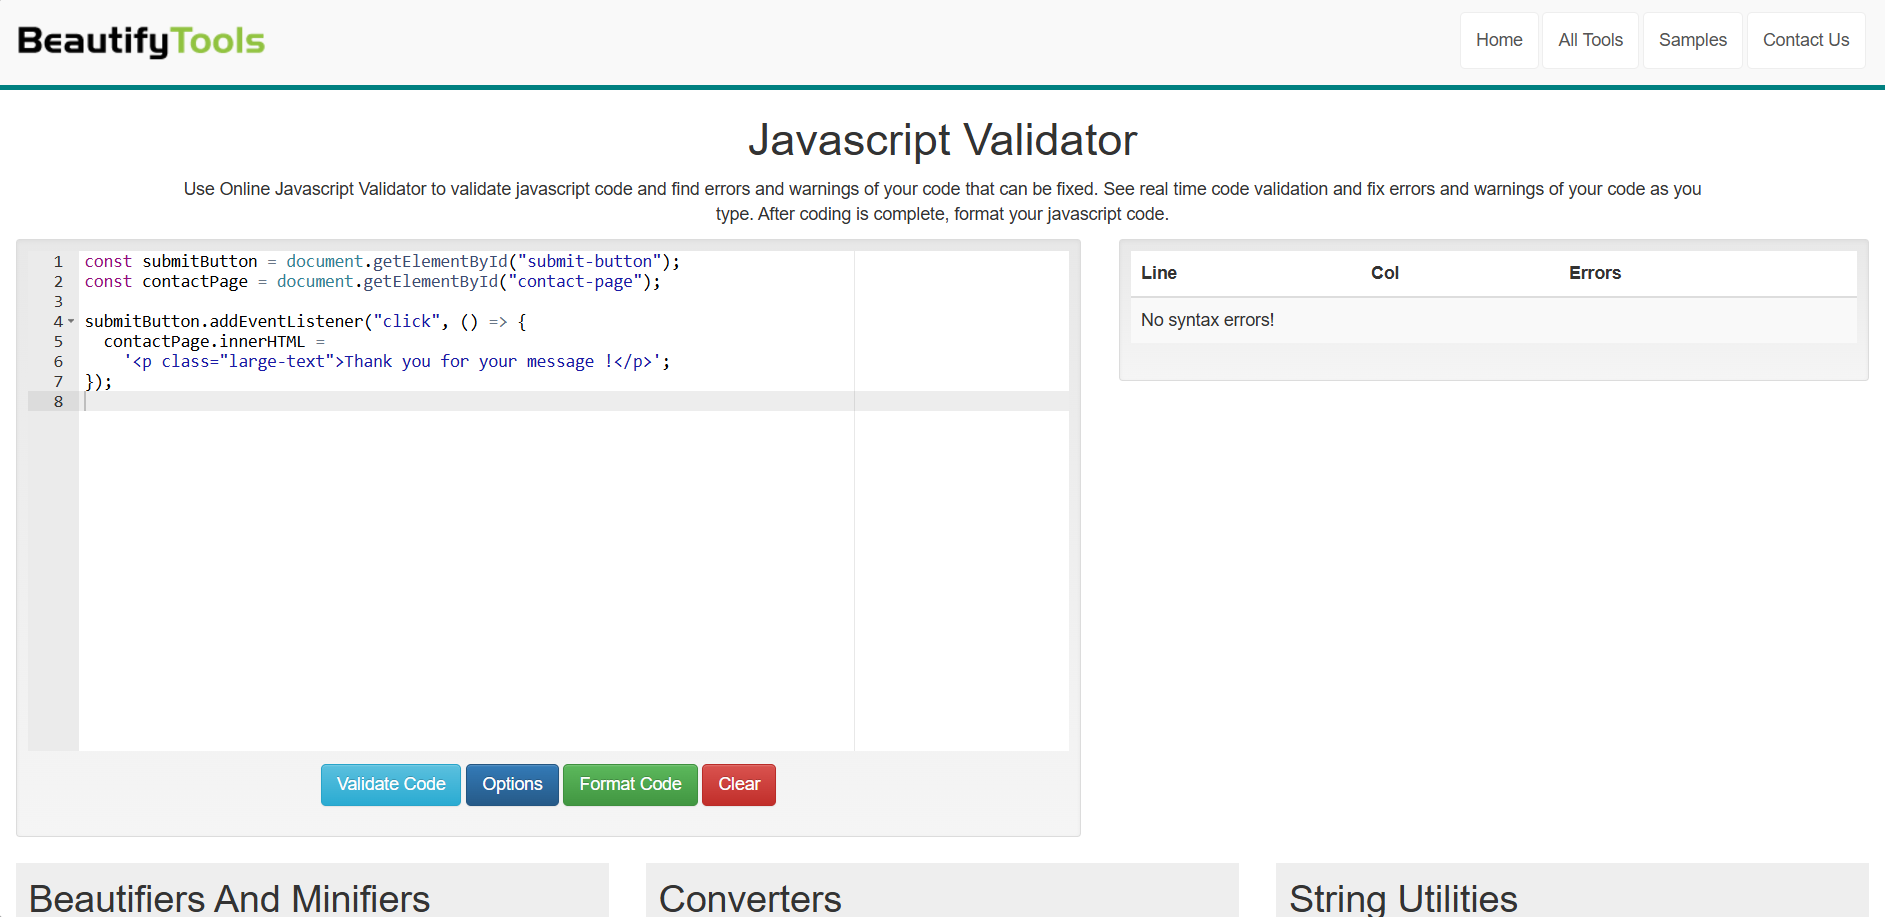 BeautifyTools
Home
All Tools
Samples
Contact Us
Javascript Validator
Use Online Javascript Validator to validate javascript code and find errors and warnings of your code that can be fixed. See real time code validation and fix errors and warnings of your code as you
type. After coding is complete, format your javascript code.
1 const submitButton = document.getElementById("submit-button");
2 const contactPage = document.getElementById("contact-page");
3
4 submitButton.addEventListener("click", () => {
5 contactPage.innerHTML =
6 '<p class="large-text">Thank you for your message !</p>';
7 });
8
Line Col Errors
No syntax errors!
Validate Code
Options
Format Code
Clear
Beautifiers And Minifiers
Converters
String Utilities